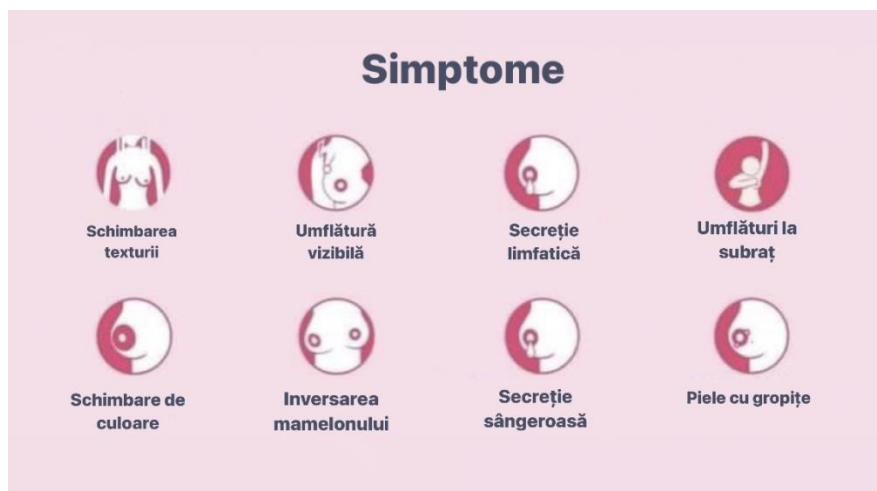 Simptome
Schimbarea
texturii
Umflătură
vizibilă
Secreție
limfatică
Umflături la
subraț
Schimbare de
culoare
Inversarea
mamelonului
Secreție
sângeroasă
Piele cu gropițe